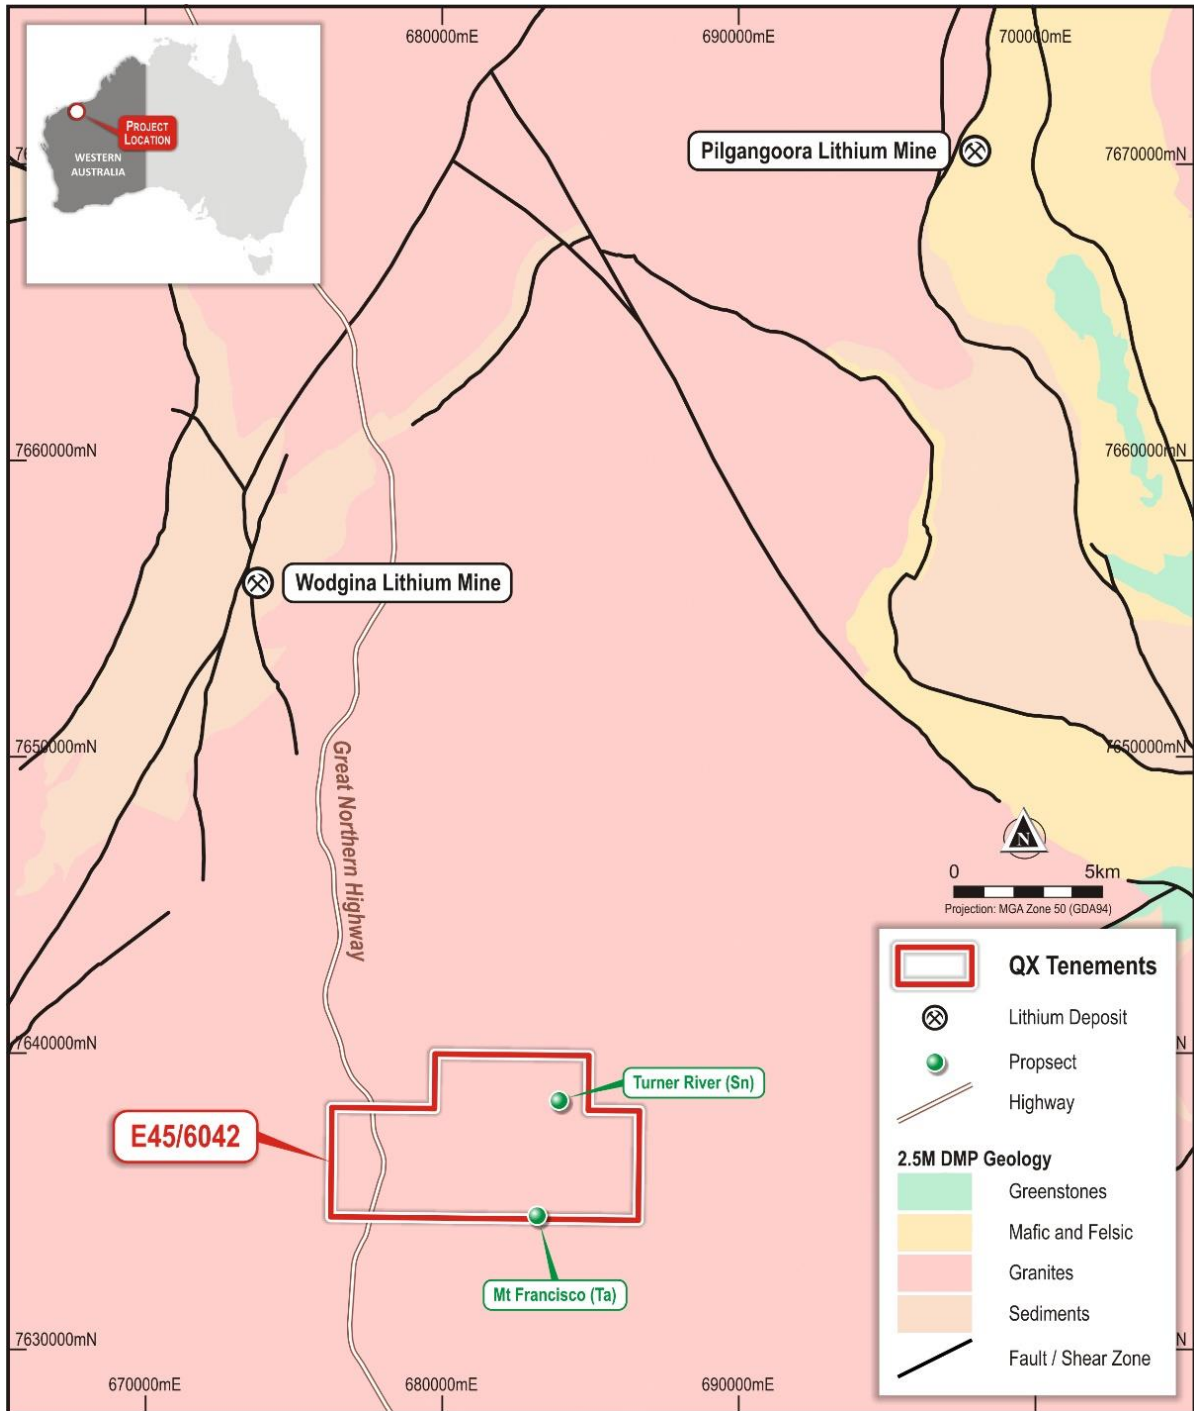 680000mE
690000mE
700000mE
PROJECT
LOCATION
WESTERN
AUSTRALIA
Pilgangoora Lithium Mine
7670000mN
7660000mN
7660000mN
Wodgina Lithium Mine
7650000mN
7650000mN
Great Northern Highway
N
0 5km
Projection: MGA Zone 50 (GDA94)
QX Tenements
Lithium Deposit
Propsect
Highway
2.5M DMP Geology
Greenstones
Mafic and Felsic
Granites
Sediments
Fault / Shear Zone
7640000mN
Turner River (Sn)
E45/6042
Mt Francisco (Ta)
7630000mN
670000mE
680000mE
690000mE